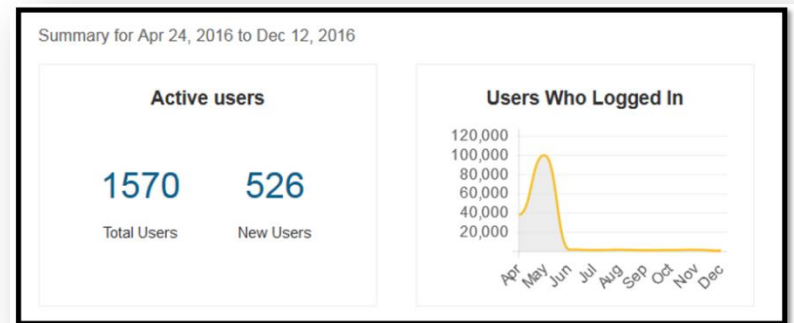 Summary for Apr 24, 2016 to Dec 12, 2016
Active users
1570 526
Total Users New Users
Users Who Logged In
120,000
100,000
80,000
60,000
40,000
20,000
Apr May Jun Jul Aug Sep Oct Nov Dec